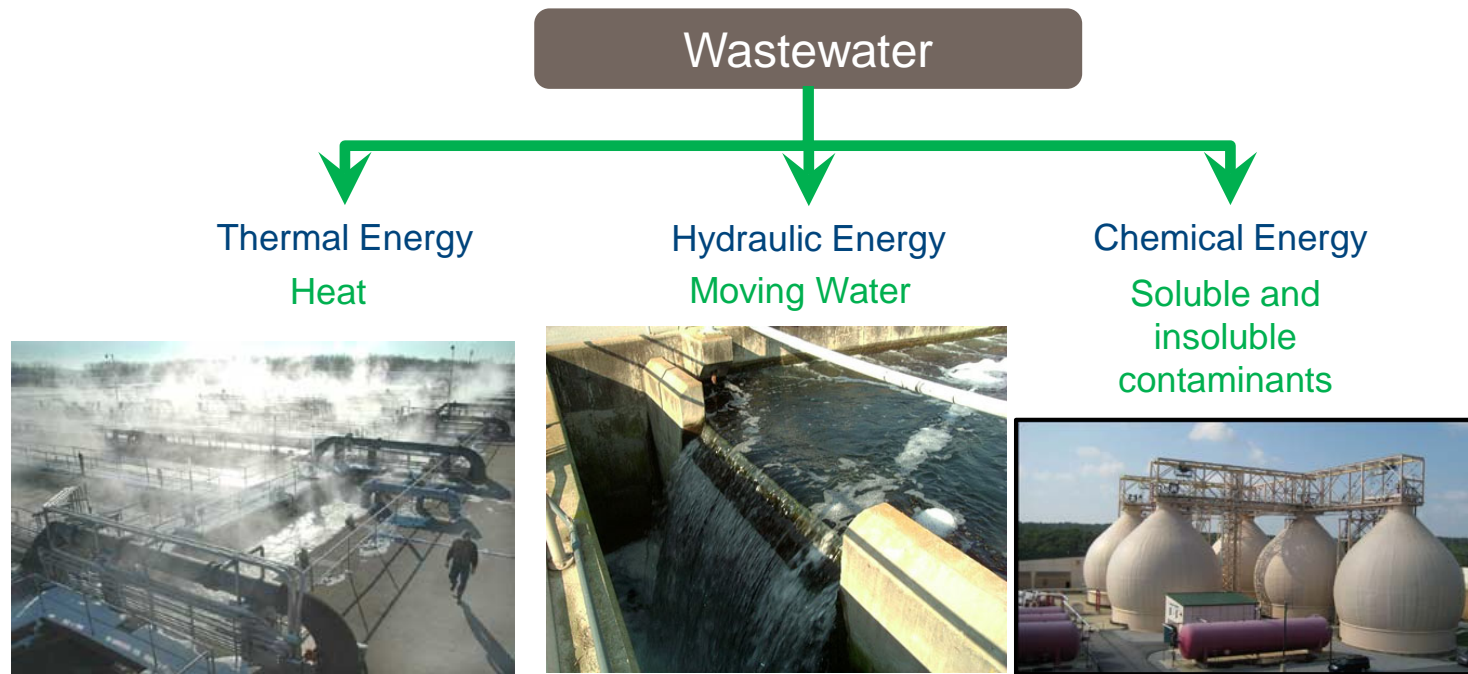 Wastewater
Thermal Energy
Heat
Hydraulic Energy
Moving Water
Chemical Energy
Soluble and
insoluble
contaminants